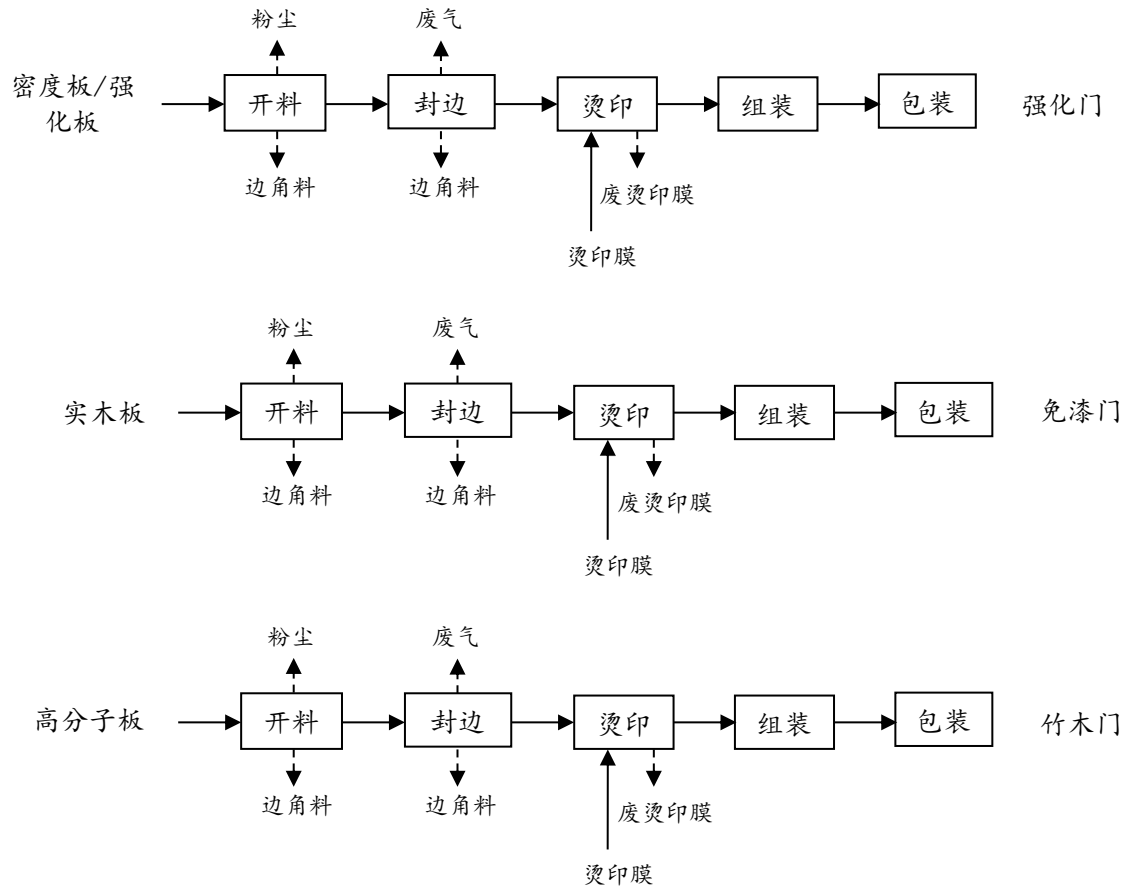 粉尘
废气
密度板/强
化板
开料
封边
烫印
组装
包装
强化门
边角料
边角料
废烫印膜
烫印膜
粉尘
废气
实木板
开料
封边
烫印
组装
包装
免漆门
边角料
边角料
废烫印膜
烫印膜
粉尘
废气
高分子板
开料
封边
烫印
组装
包装
竹木门
边角料
边角料
废烫印膜
烫印膜